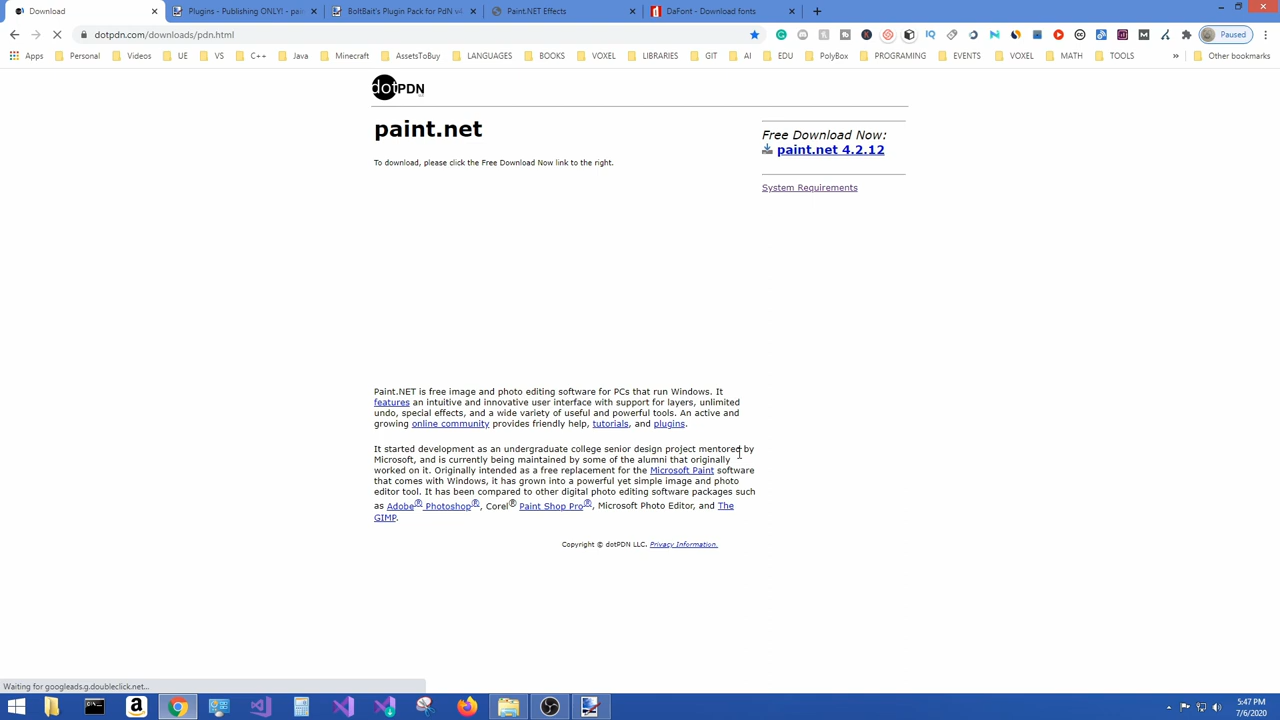 Download
Plugins - Publishing ONLY! - pai
BoltBait's Plugin Pack for PdN v4
Paint.NET Effects
DaFont - Download fonts
dotpdn.com/downloads/pdn.html
Paused
Apps Personal Videos UE VS C++ Java Minecraft AssetsToBuy LANGUAGES BOOKS VOXEL LIBRARIES GIT AI EDU PolyBox PROGRAMING EVENTS VOXEL MATH TOOLS » Other bookmarks
dotPDN
paint.net
To download, please click the Free Download Now link to the right.
Free Download Now:
paint.net 4.2.12
System Requirements
Paint.NET is free image and photo editing software for PCs that run Windows. It
features an intuitive and innovative user interface with support for layers, unlimited
undo, special effects, and a wide variety of useful and powerful tools. An active and
growing online community provides friendly help, tutorials, and plugins.
It started development as an undergraduate college senior design project mentored by
Microsoft, and is currently being maintained by some of the alumni that originally
worked on it. Originally intended as a free replacement for the Microsoft Paint software
that comes with Windows, it has grown into a powerful yet simple image and photo
editor tool. It has been compared to other digital photo editing software packages such
as Adobe® Photoshop®, Corel® Paint Shop Pro®, Microsoft Photo Editor, and The
GIMP.
Copyright © dotPDN LLC, Privacy Information.
Waiting for googleads.g.doubleclick.net...
5:47 PM
7/6/2020